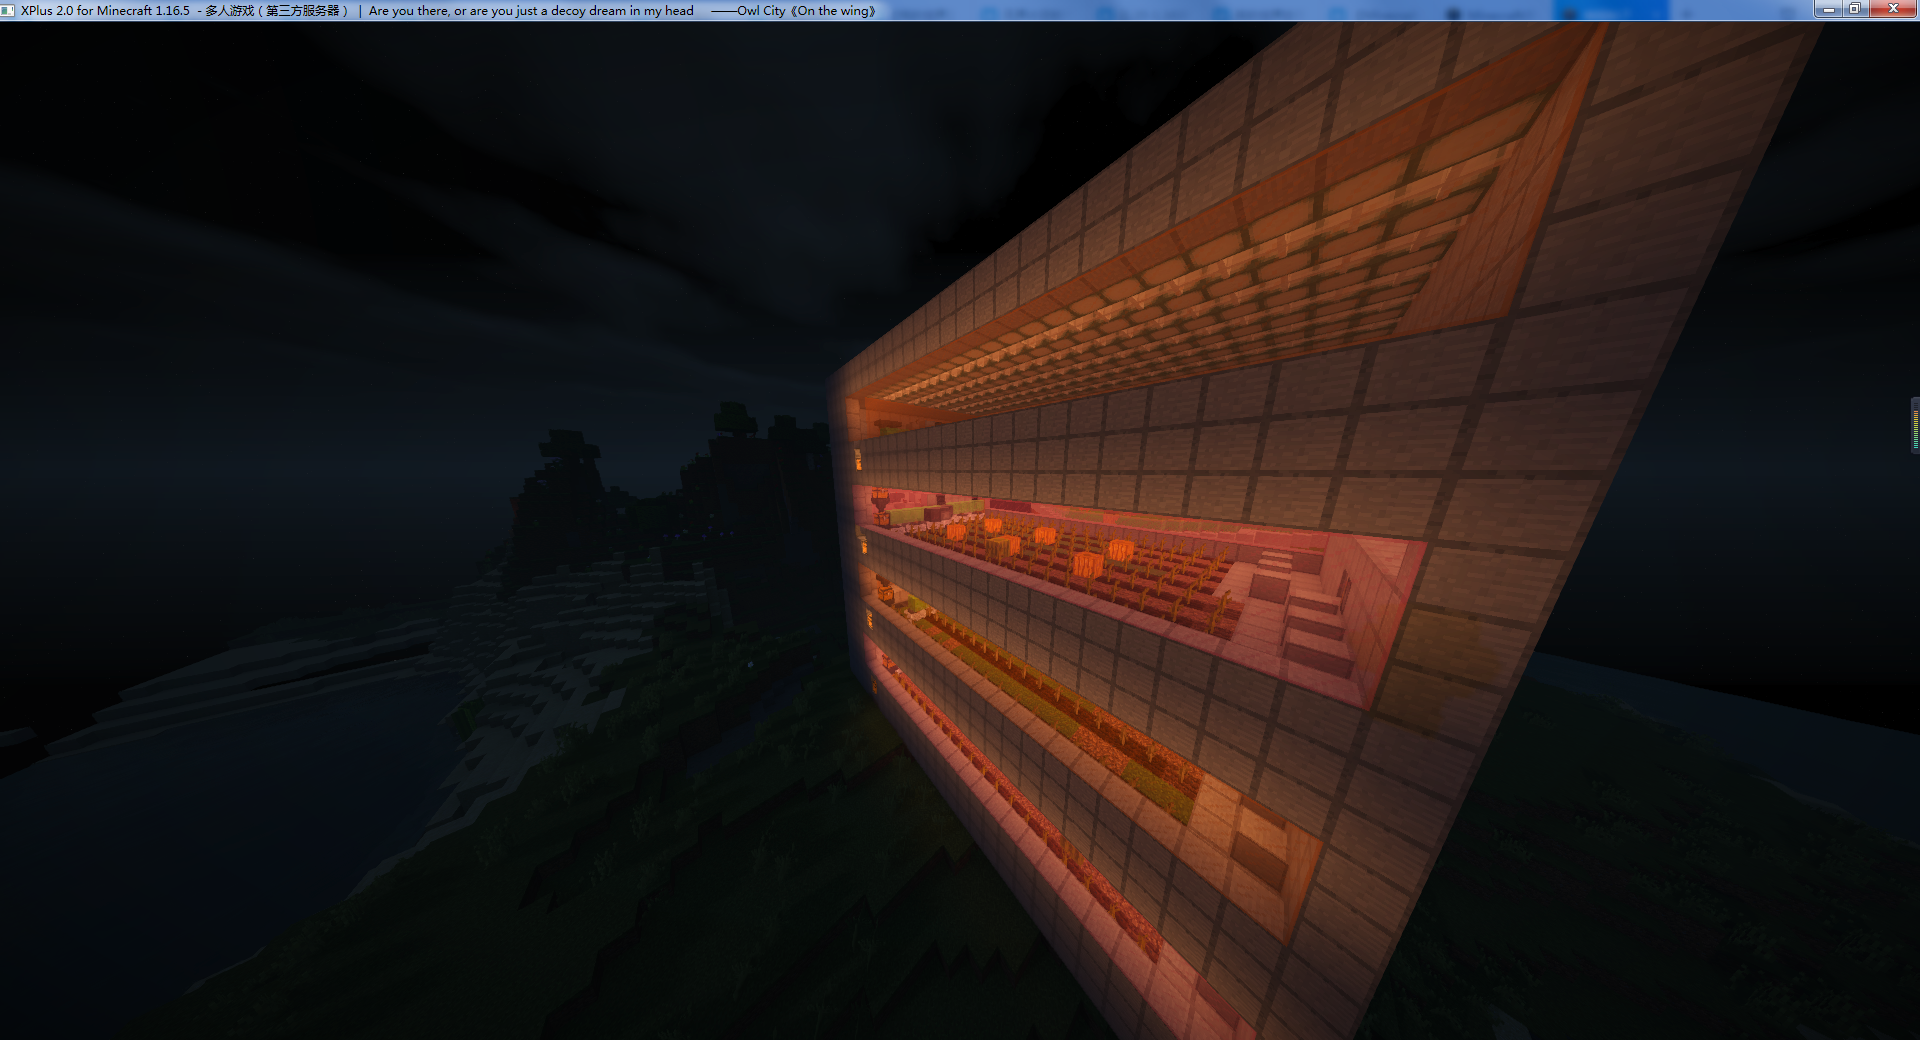 XPlus 2.0 for Minecraft 1.16.5 - 多人游戏（第三方服务器） | Are you there, or are you just a decoy dream in my head ——Owl City《On the wing》